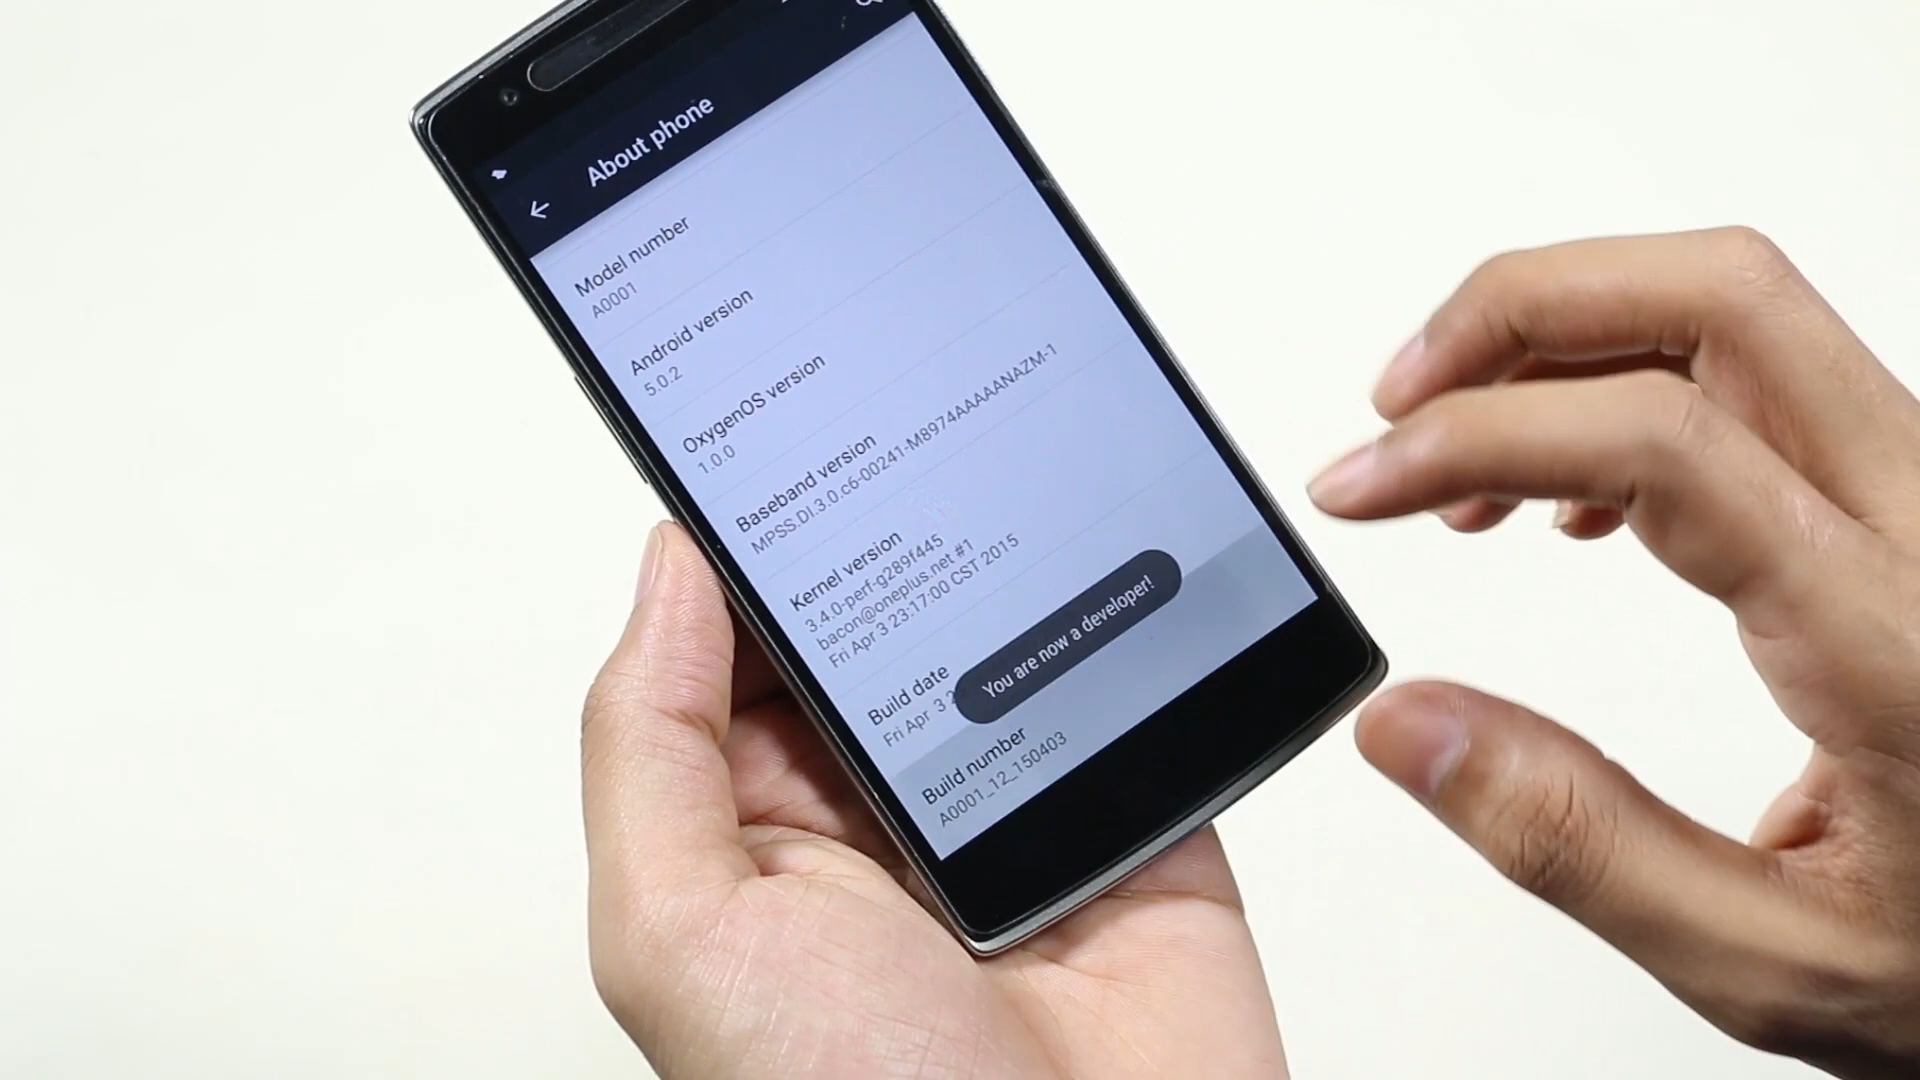 About phone
Model number
A0001
Android version
5.0.2
OxygenOS version
1.0.0
Baseband version
MPSS.DI.3.0.c6-00241-M8974AAAAANAZM-1
Kernel version
3.4.0-perf-g289f445
bacon@oneplus.net #1
Fri Apr 3 23:17:00 CST 2015
Build date
Fri Apr 3 2
You are now a developer!
Build number
A0001_12_150403